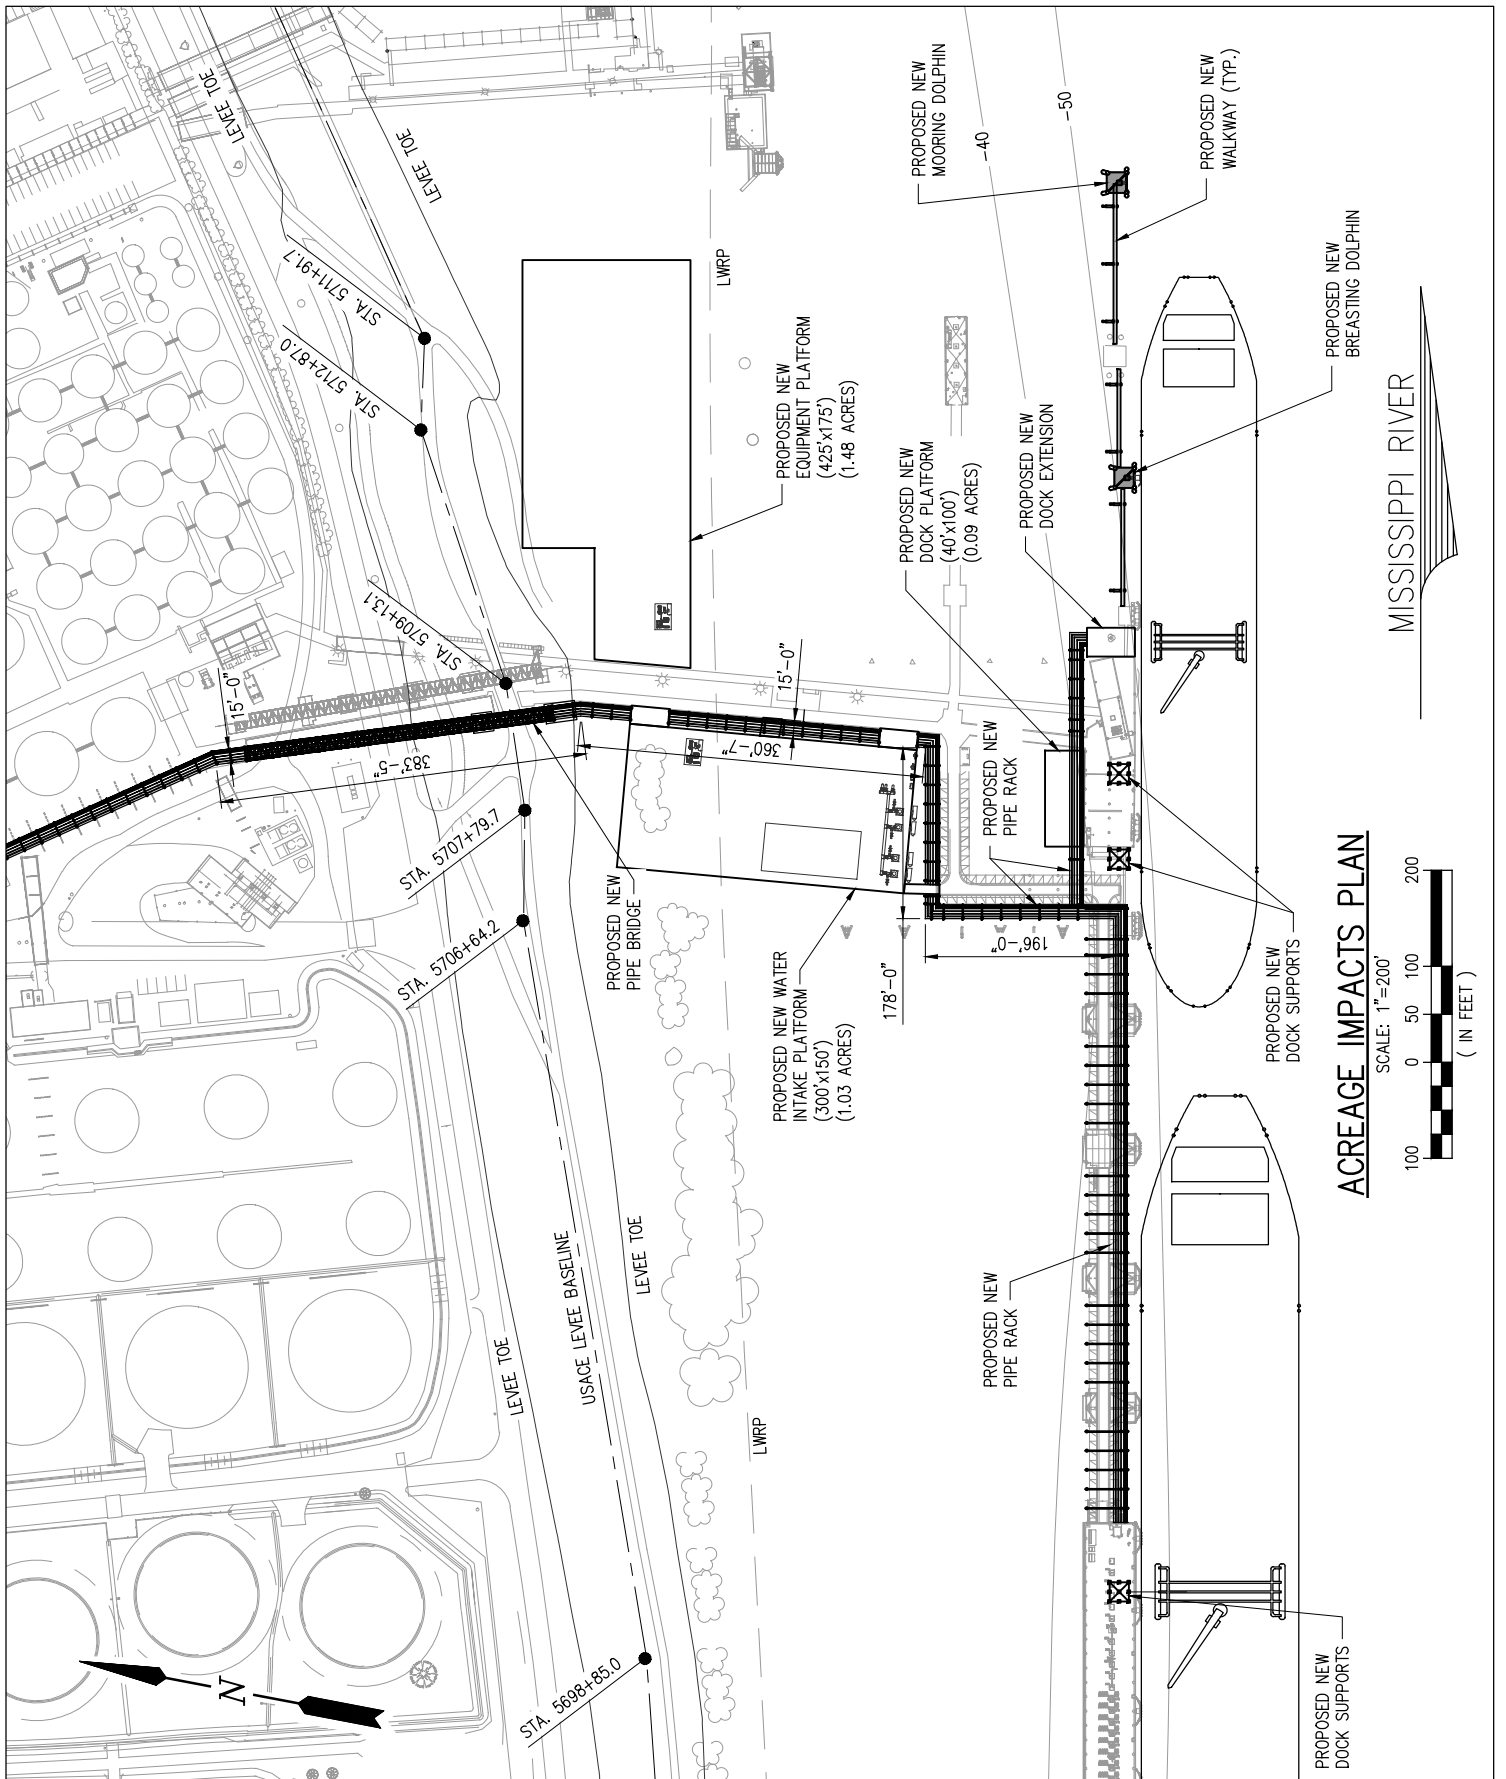 LEVEE TOE
LEVEE TOE
STA. 5711+91.7
STA. 5712+87.0
STA. 5709+13.1
STA. 5707+79.7
STA. 5706+64.2
STA. 5698+85.0
LEVEE TOE
USACE LEVEE BASELINE
LEVEE TOE
LWRP
LWRP
15'-0"
383'-5"
15'-0"
360'-7"
178'-0"
196'-0"
PROPOSED NEW
PIPE BRIDGE
PROPOSED NEW
EQUIPMENT PLATFORM
(425'x175')
(1.48 ACRES)
PROPOSED NEW WATER
INTAKE PLATFORM
(300'x150')
(1.03 ACRES)
PROPOSED NEW
DOCK PLATFORM
(40'x100')
(0.09 ACRES)
PROPOSED NEW
MOORING DOLPHIN
-40
-50
PROPOSED NEW
WALKWAY (TYP.)
PROPOSED NEW
BREASTING DOLPHIN
PROPOSED NEW
DOCK EXTENSION
PROPOSED NEW
PIPE RACK
PROPOSED NEW
PIPE RACK
PROPOSED NEW
DOCK SUPPORTS
PROPOSED NEW
DOCK SUPPORTS
MISSISSIPPI RIVER
N
ACREAGE IMPACTS PLAN
SCALE: 1"=200'
100 0 50 100 200
( IN FEET )